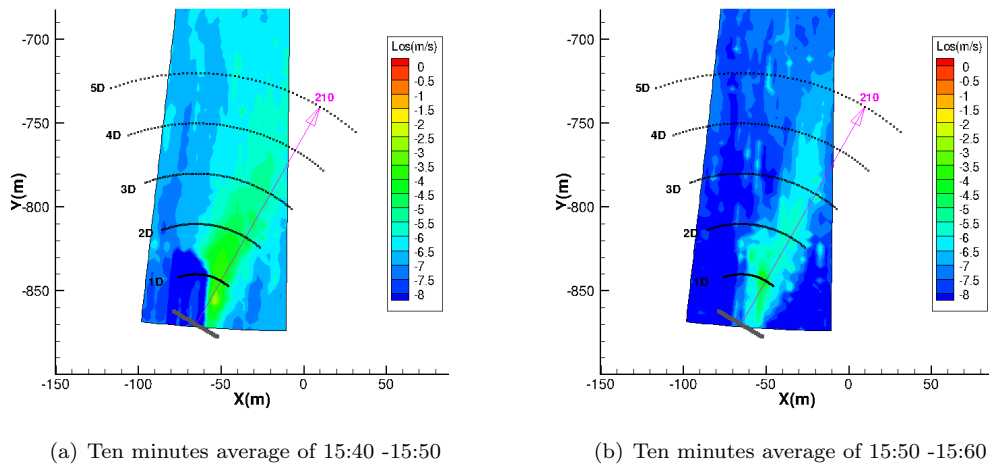 Los(m/s)
0
-0.5
-1.5
-2
-2.5
-3
-3.5
-4
-4.5
-5
-5.5
-6
-6.5
-7
-7.5
-8
-700
-750
-800
-850
Y(m)
5D
4D
3D
2D
1D
210
-150
-100
-50
0
50
X(m)
(a) Ten minutes average of 15:40 -15:50
Los(m/s)
0
-0.5
-1.5
-2
-2.5
-3
-3.5
-4
-4.5
-5
-5.5
-6
-6.5
-7
-7.5
-8
-700
-750
-800
-850
Y(m)
5D
4D
3D
2D
1D
210
-150
-100
-50
0
50
X(m)
(b) Ten minutes average of 15:50 -15:60